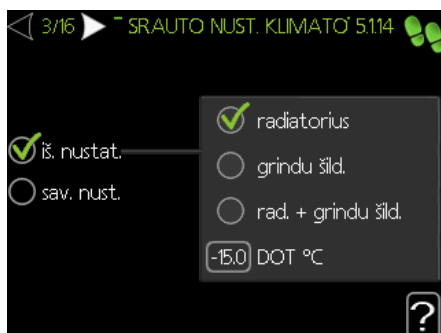 3/16 SRAUTO NUST. KLIMATO 5.1.14
radiatorius
iš. nustat.
grindu šild.
sav. nust.
rad. + grindu šild.
-15.0 DOT °C
?